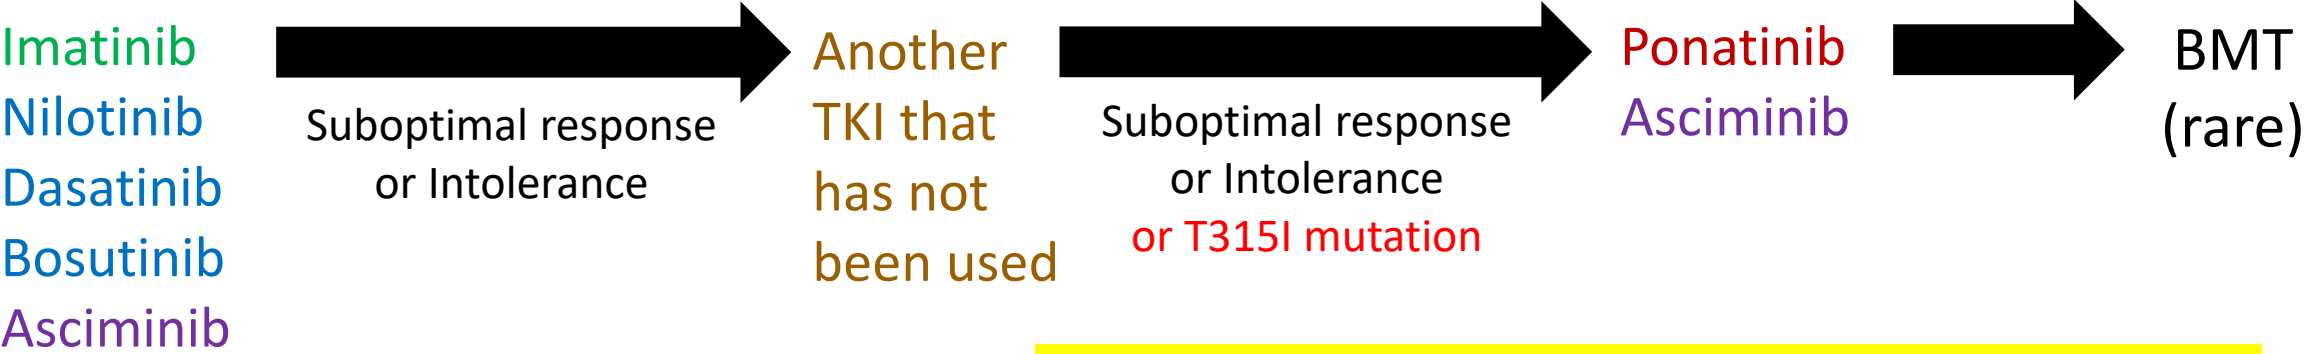 Imatinib
Nilotinib
Dasatinib
Bosutinib
Asciminib
Suboptimal response
or Intolerance
Another
TKI that
has not
been used
Suboptimal response
or Intolerance
or T315I mutation
Ponatinib
Asciminib
BMT
(rare)